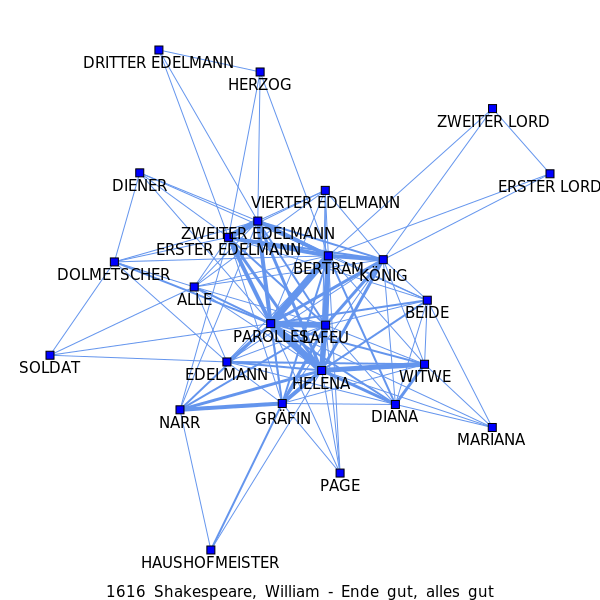 DRITTER EDELMANN
HERZOG
ZWEITER LORD
DIENER
ERSTER LORD
VIERTER EDELMANN
ZWEITER EDELMANN
ERSTER EDELMANN
BERTRAM
DOLMETSCHER
KÖNIG
ALLE
BEIDE
PAROLLES
LAFEU
SOLDAT
EDELMANN
WITWE
HELENA
NARR
GRÄFIN
DIANA
MARIANA
PAGE
HAUSHOFMEISTER
1616 Shakespeare, William - Ende gut, alles gut